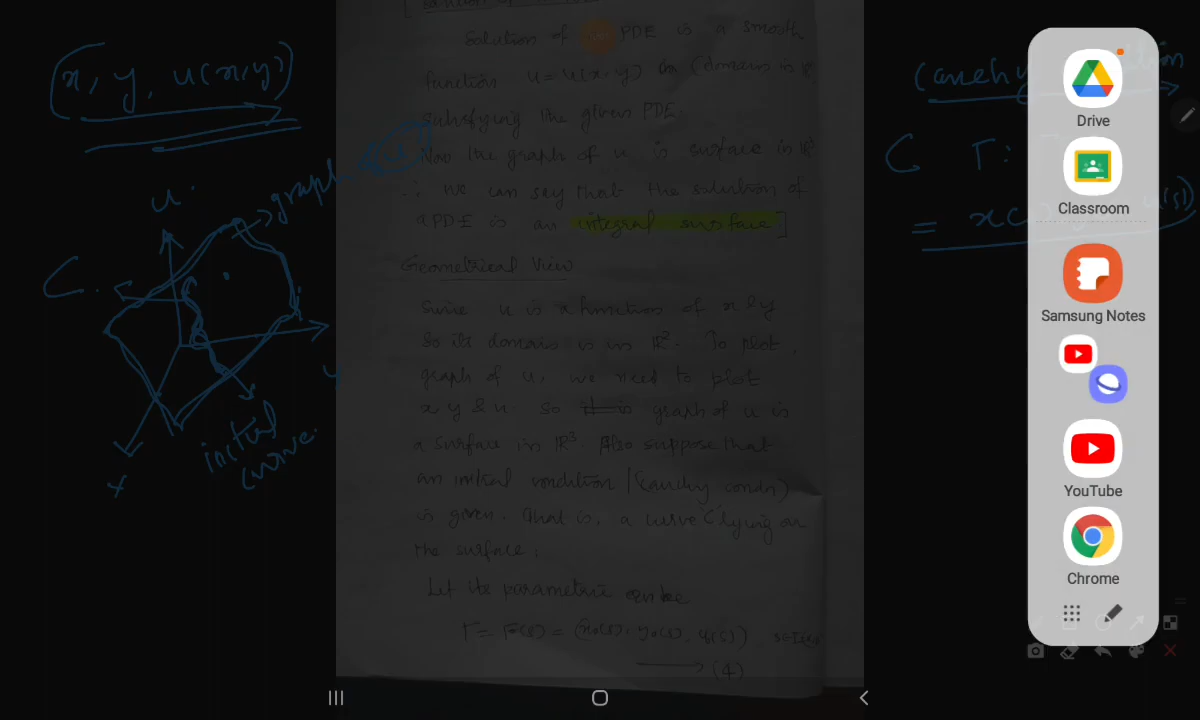 Solution of PDE is a smooth
function u = u(x, y) in (domain is
satisfying the given PDE.
Now the graph of u is surface in ℝ³
∴ We can say that the solution of
a PDE is an integral surface]
Geometrical View
Since u is a function of x & y
so its domain is in ℝ². To plot
graph of u, we need to plot
x y & u. So graph of u is
a surface in ℝ³. Also suppose that
an initial condition / (Cauchy condn)
is given. That is, a curve 'C' lying on
the surface.
Let the parametric eqn be
(4)
(x, y, u(x, y))
u
graph
C
initial
curve.
x
y
C
Drive
Classroom
Samsung Notes
YouTube
Chrome